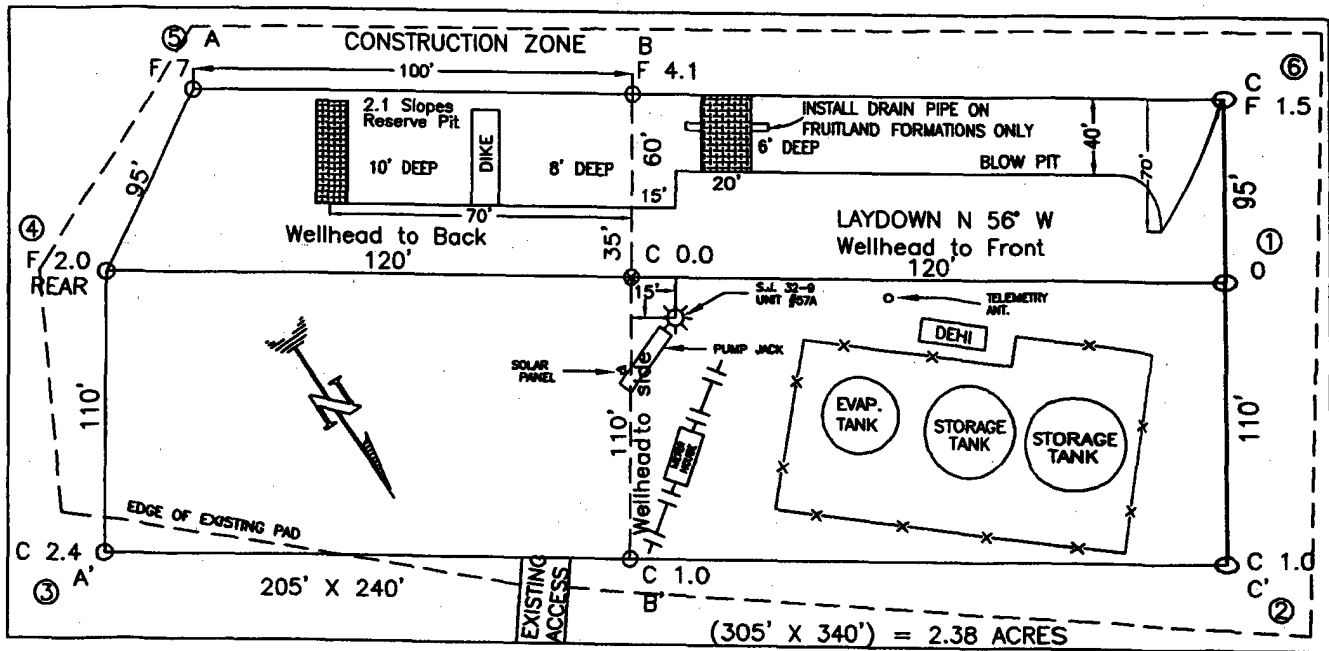 ⑤ A
CONSTRUCTION ZONE
B
⑥
F/7
100'
F 4.1
C
F 1.5
2.1 Slopes
Reserve Pit
INSTALL DRAIN PIPE ON
FRUITLAND FORMATIONS ONLY
6' DEEP
40'
60'
95'
10' DEEP
DIKE
8' DEEP
BLOW PIT
70'
95'
15'
20'
70'
④
Wellhead to Back
35'
LAYDOWN N 56° W
Wellhead to Front
①
F 2.0
REAR
120'
C 0.0
120'
O
15'
S.J. 32-9
UNIT #57A
TELEMETRY
ANT.
DEHI
PUMP JACK
SOLAR
PANEL
N
110'
110'
Wellhead to side
METER
HOUSE
EVAP.
TANK
STORAGE
TANK
STORAGE
TANK
110'
EDGE OF EXISTING PAD
C 2.4
A'
③
205' X 240'
EXISTING
ACCESS
C 1.0
B'
C 1.0
C'
②
(305' X 340') = 2.38 ACRES